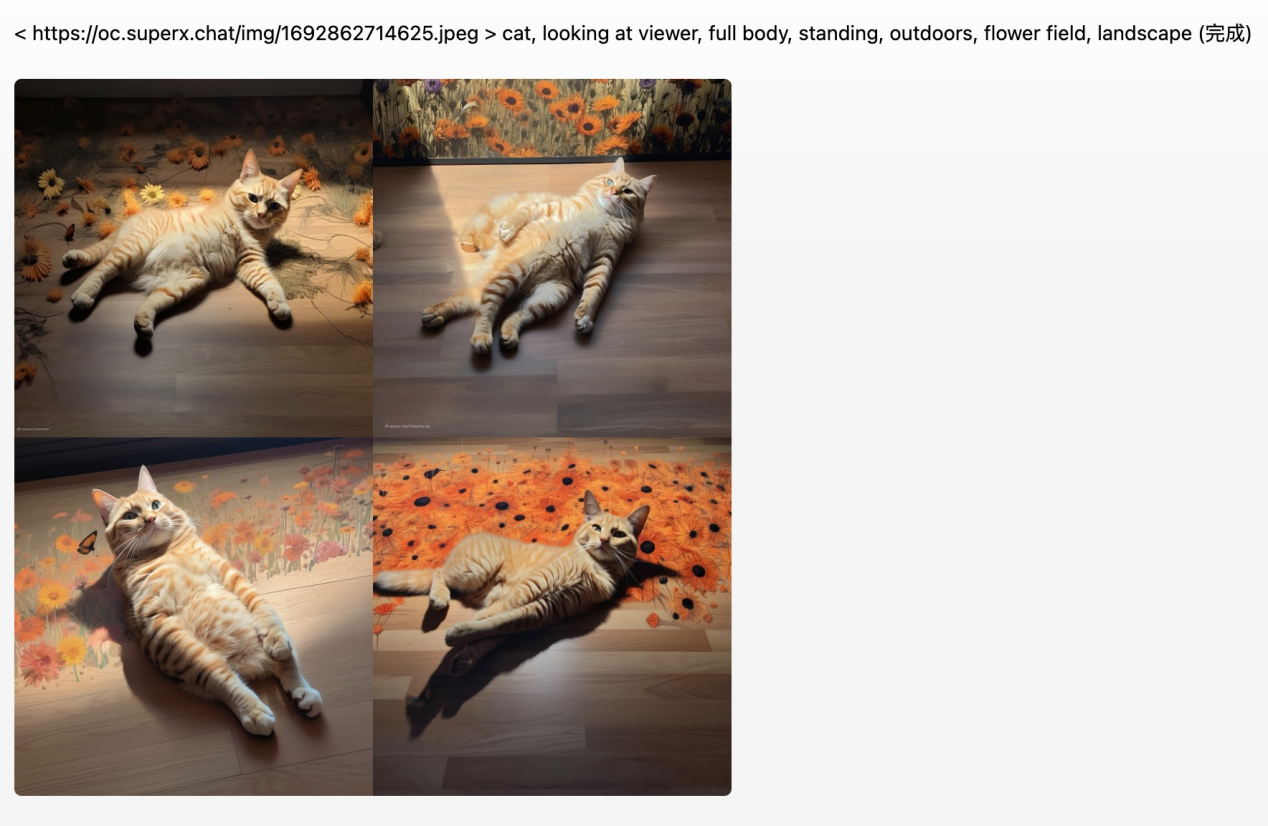 < https://oc.superx.chat/img/1692862714625.jpeg > cat, looking at viewer, full body, standing, outdoors, flower field, landscape (完成)